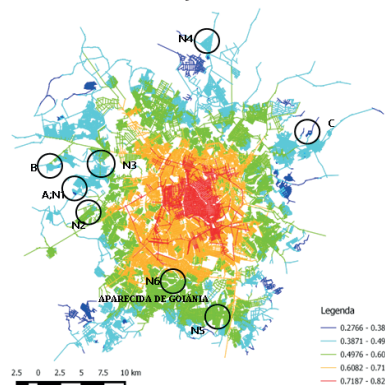 N4
C
B
N3
A;N1
N2
N6
APARECIDA DE GOIÂNIA
N5
Legenda
0.2766 - 0.38
0.3871 - 0.49
0.4976 - 0.60
0.6082 - 0.71
0.7187 - 0.82
2.5 0 2.5 5 7.5 10 km